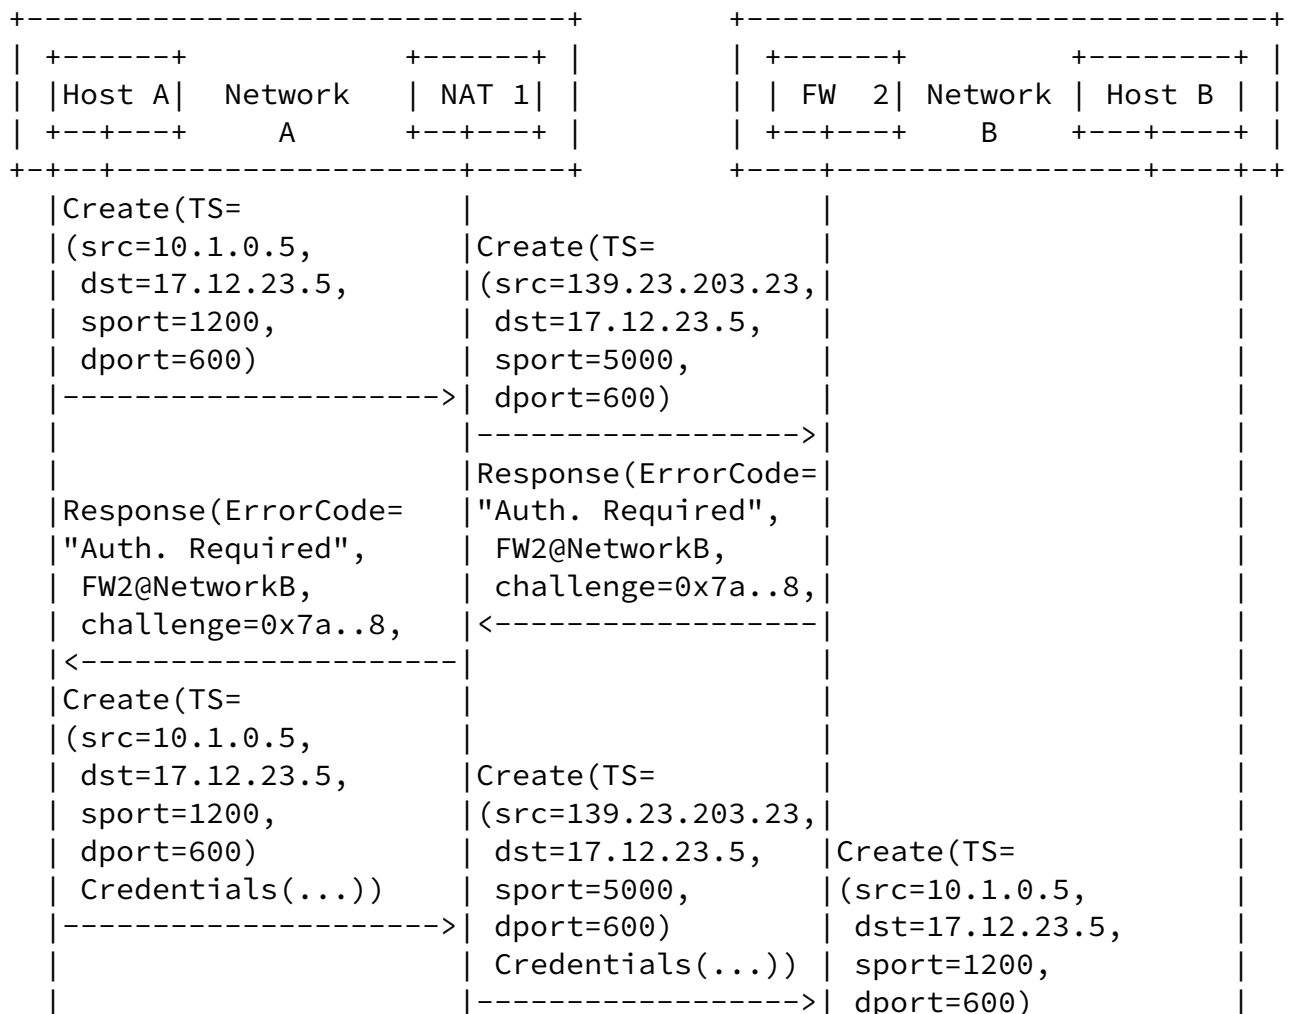 +------------------------------+        +-----------------------------+
| +------+            +------+ |        | +------+         +--------+ |
| |Host A|  Network   | NAT 1| |        | | FW  2| Network | Host B | |
| +--+---+     A      +--+---+ |        | +--+---+    B    +---+----+ |
+-+--+-------------------+-----+        +----+-----------------+----+-+
  |Create(TS=            |                   |                      |
  |(src=10.1.0.5,        |Create(TS=         |                      |
  | dst=17.12.23.5,      |(src=139.23.203.23,|                      |
  | sport=1200,          | dst=17.12.23.5,   |                      |
  | dport=600)           | sport=5000,       |                      |
  |--------------------->| dport=600)        |                      |
  |                      |------------------>|                      |
  |                      |Response(ErrorCode=|                      |
  |Response(ErrorCode=   |"Auth. Required",  |                      |
  |"Auth. Required",     | FW2@NetworkB,     |                      |
  | FW2@NetworkB,        | challenge=0x7a..8,|                      |
  | challenge=0x7a..8,   |<------------------|                      |
  |<---------------------|                   |                      |
  |Create(TS=            |                   |                      |
  |(src=10.1.0.5,        |                   |                      |
  | dst=17.12.23.5,      |Create(TS=         |                      |
  | sport=1200,          |(src=139.23.203.23,|                      |
  | dport=600)           | dst=17.12.23.5,   |Create(TS=            |
  | Credentials(...))    | sport=5000,       |(src=10.1.0.5,        |
  |--------------------->| dport=600)        | dst=17.12.23.5,      |
  |                      | Credentials(...)) | sport=1200,          |
  |                      |------------------>| dport=600)           |